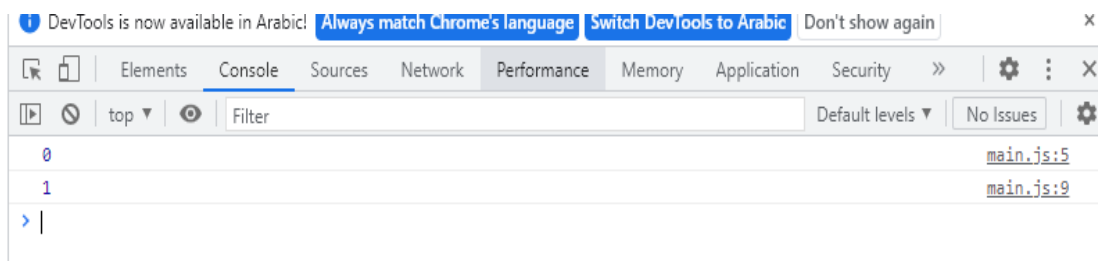 DevTools is now available in Arabic! Always match Chrome's language Switch DevTools to Arabic Don't show again
Elements Console Sources Network Performance Memory Application Security
top Filter Default levels No Issues
0 main.js:5
1 main.js:9